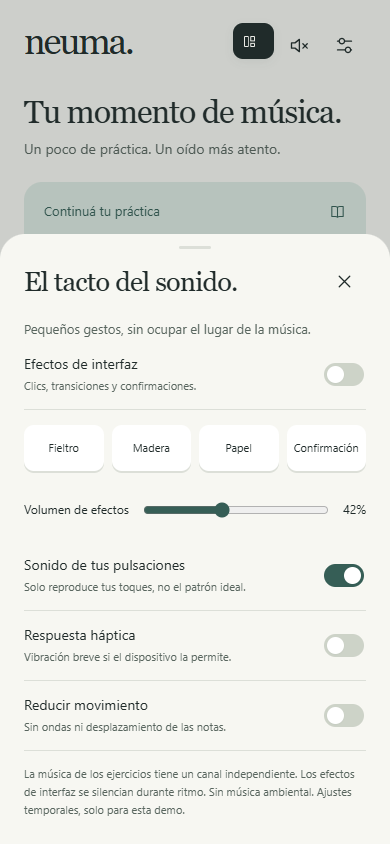 neuma.
Tu momento de música.
Un poco de práctica. Un oído más atento.
Continuá tu práctica
El tacto del sonido.
Pequeños gestos, sin ocupar el lugar de la música.
Efectos de interfaz
Clics, transiciones y confirmaciones.
Fieltro
Madera
Papel
Confirmación
Volumen de efectos
42%
Sonido de tus pulsaciones
Solo reproduce tus toques, no el patrón ideal.
Respuesta háptica
Vibración breve si el dispositivo la permite.
Reducir movimiento
Sin ondas ni desplazamiento de las notas.
La música de los ejercicios tiene un canal independiente. Los efectos
de interfaz se silencian durante ritmo. Sin música ambiental. Ajustes
temporales, solo para esta demo.